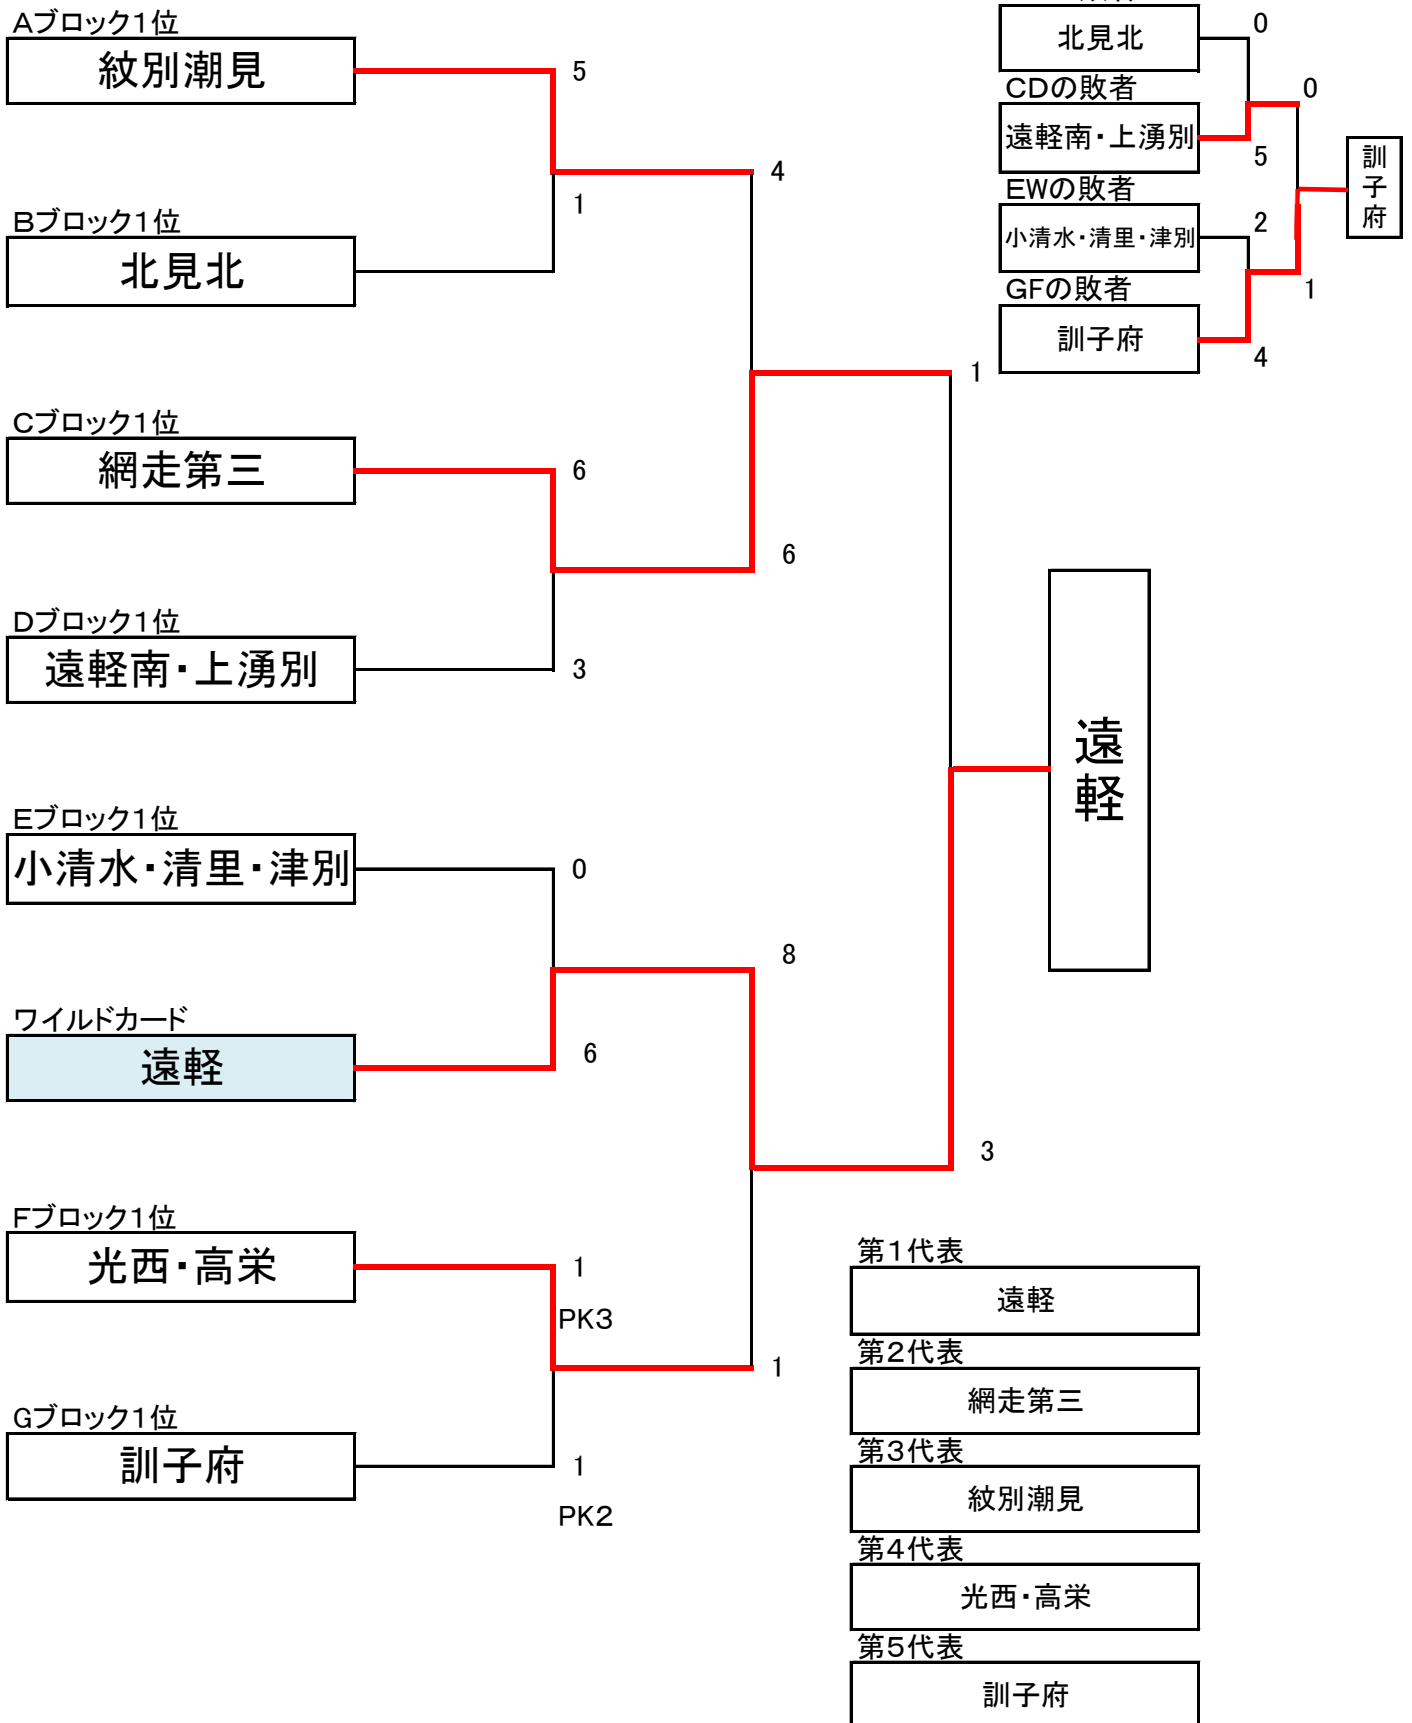 Aブロック1位
紋別潮見
5
1
Bブロック1位
北見北
4
Cブロック1位
網走第三
6
6
Dブロック1位
遠軽南・上湧別
3
1
Eブロック1位
小清水・清里・津別
0
8
ワイルドカード
遠軽
6
3
Fブロック1位
光西・高栄
1
PK3
1
Gブロック1位
訓子府
1
PK2
遠軽
北見北
0
CDの敗者
遠軽南・上湧別
5
0
EWの敗者
小清水・清里・津別
2
GFの敗者
訓子府
4
1
訓子府
第1代表
遠軽
第2代表
網走第三
第3代表
紋別潮見
第4代表
光西・高栄
第5代表
訓子府